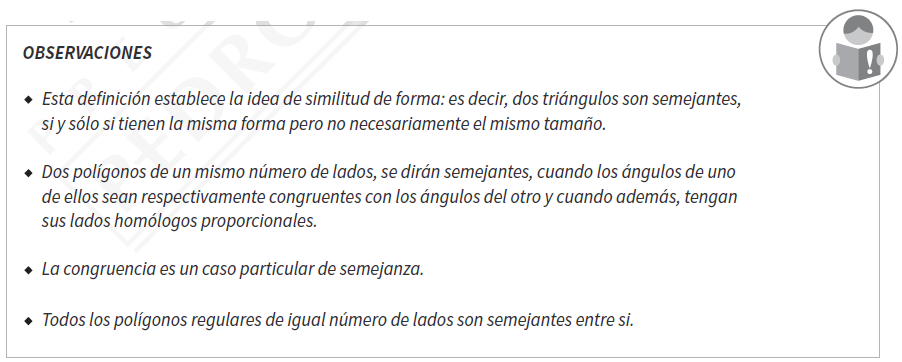 OBSERVACIONES
◆ Esta definición establece la idea de similitud de forma: es decir, dos triángulos son semejantes,
si y sólo si tienen la misma forma pero no necesariamente el mismo tamaño.
◆ Dos polígonos de un mismo número de lados, se dirán semejantes, cuando los ángulos de uno
de ellos sean respectivamente congruentes con los ángulos del otro y cuando además, tengan
sus lados homólogos proporcionales.
◆ La congruencia es un caso particular de semejanza.
◆ Todos los polígonos regulares de igual número de lados son semejantes entre si.